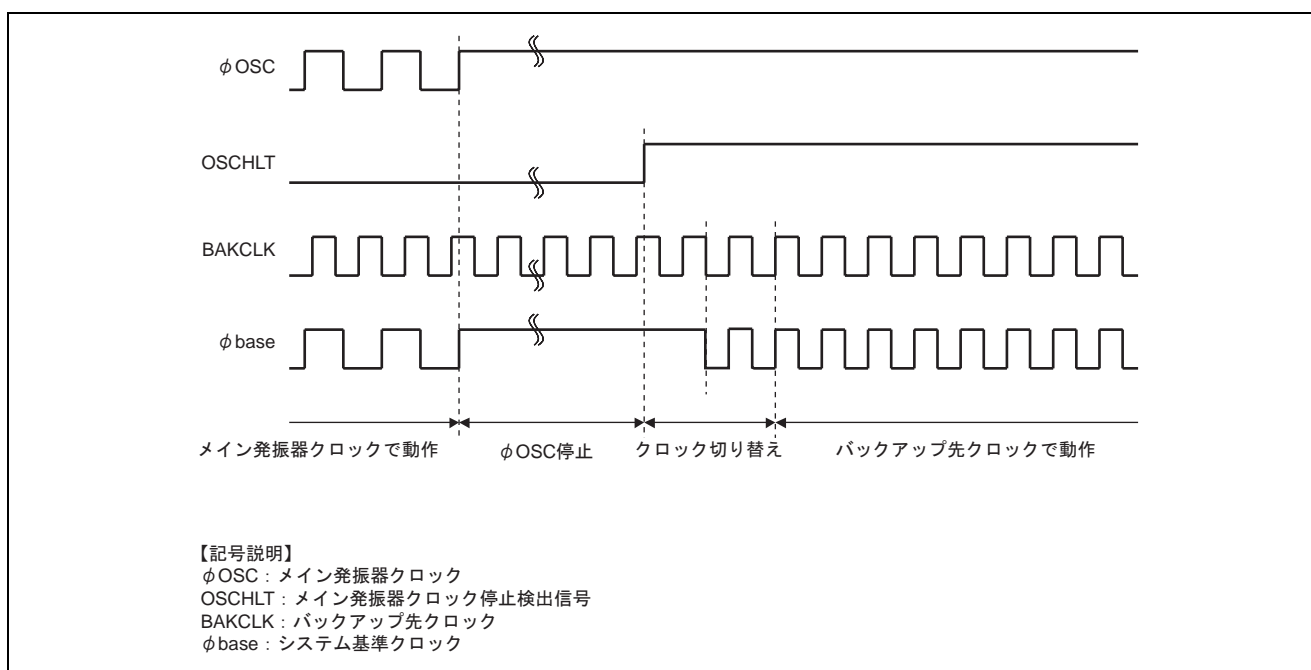 φOSC
OSCHLT
BAKCLK
φbase
メイン発振器クロックで動作 φOSC停止 クロック切り替え バックアップ先クロックで動作
【記号説明】
φOSC：メイン発振器クロック
OSCHLT：メイン発振器クロック停止検出信号
BAKCLK：バックアップ先クロック
φbase：システム基準クロック